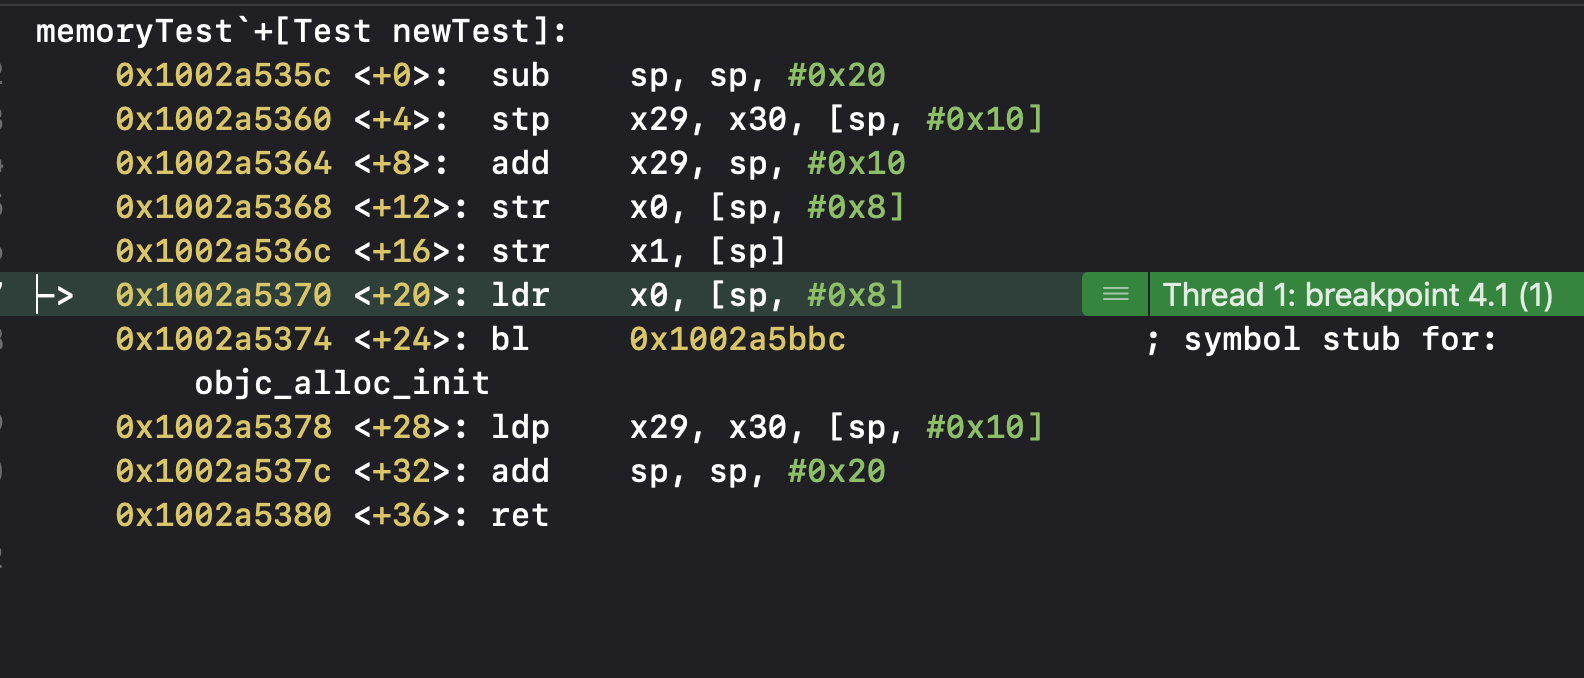 memoryTest`+[Test newTest]:
0x1002a535c <+0>: sub sp, sp, #0x20
0x1002a5360 <+4>: stp x29, x30, [sp, #0x10]
0x1002a5364 <+8>: add x29, sp, #0x10
0x1002a5368 <+12>: str x0, [sp, #0x8]
0x1002a536c <+16>: str x1, [sp]
-> 0x1002a5370 <+20>: ldr x0, [sp, #0x8] Thread 1: breakpoint 4.1 (1)
0x1002a5374 <+24>: bl 0x1002a5bbc ; symbol stub for:
objc_alloc_init
0x1002a5378 <+28>: ldp x29, x30, [sp, #0x10]
0x1002a537c <+32>: add sp, sp, #0x20
0x1002a5380 <+36>: ret